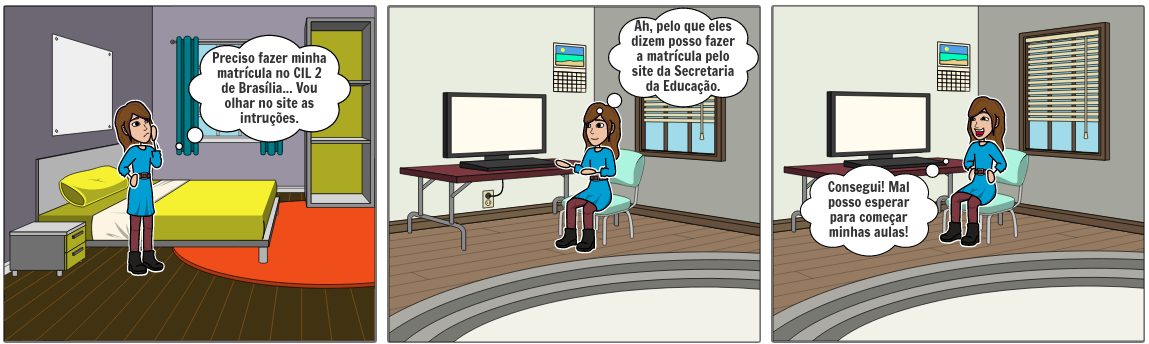 Preciso fazer minha
matrícula no CIL 2
de Brasília... Vou
olhar no site as
intruções.
Ah, pelo que eles
dizem posso fazer
a matrícula pelo
site da Secretaria
da Educação.
Consegui! Mal
posso esperar
para começar
minhas aulas!